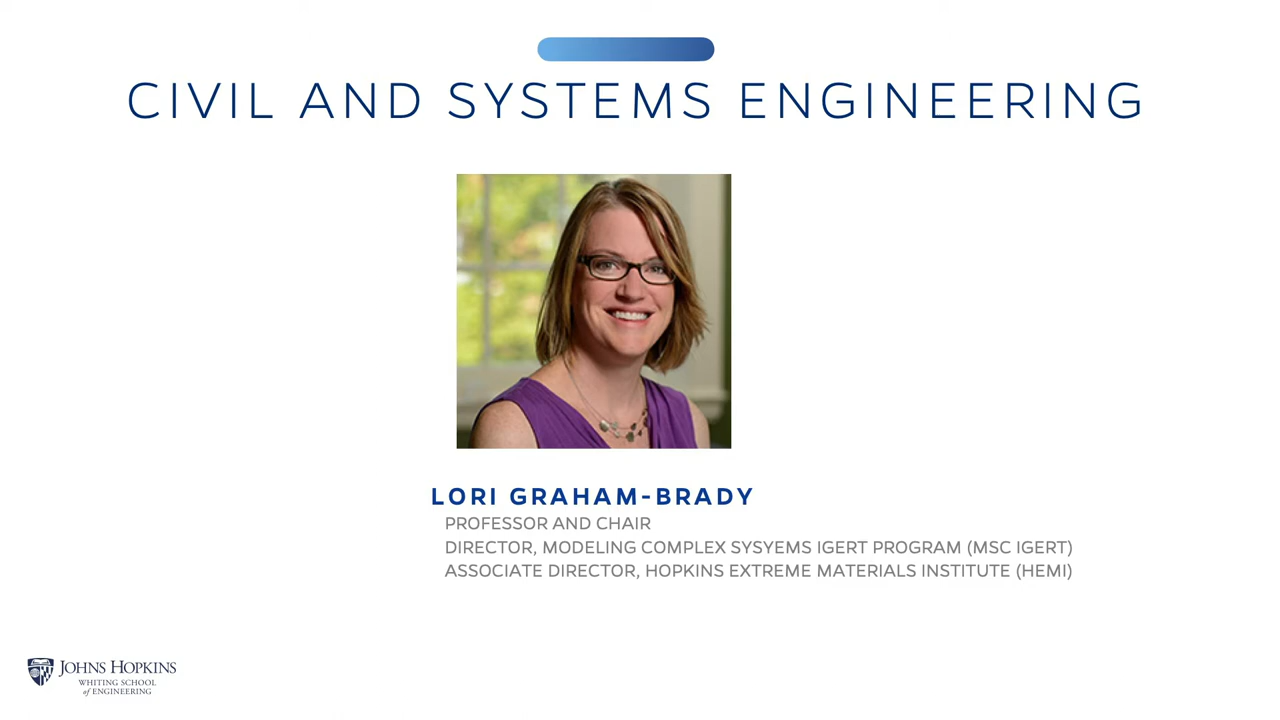 CIVIL AND SYSTEMS ENGINEERING
LORI GRAHAM-BRADY
PROFESSOR AND CHAIR
DIRECTOR, MODELING COMPLEX SYSYEMS IGERT PROGRAM (MSC IGERT)
ASSOCIATE DIRECTOR, HOPKINS EXTREME MATERIALS INSTITUTE (HEMI)
JOHNS HOPKINS
WHITING SCHOOL
of ENGINEERING